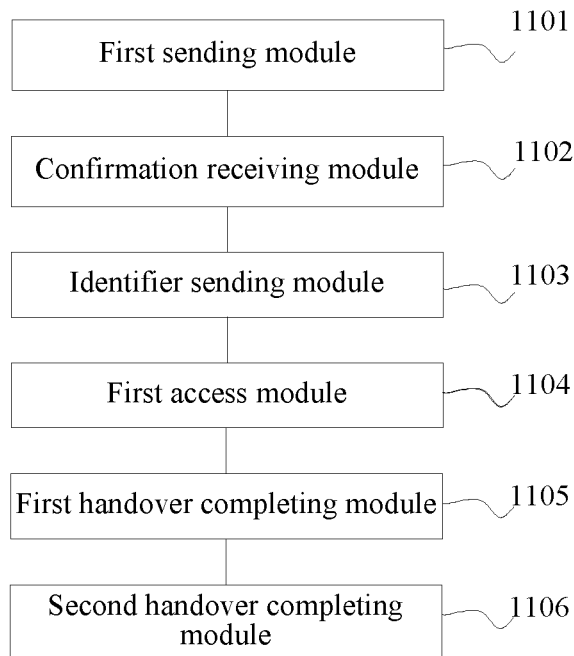 1101
First sending module
1102
Confirmation receiving module
1103
Identifier sending module
1104
First access module
1105
First handover completing module
1106
Second handover completing
module